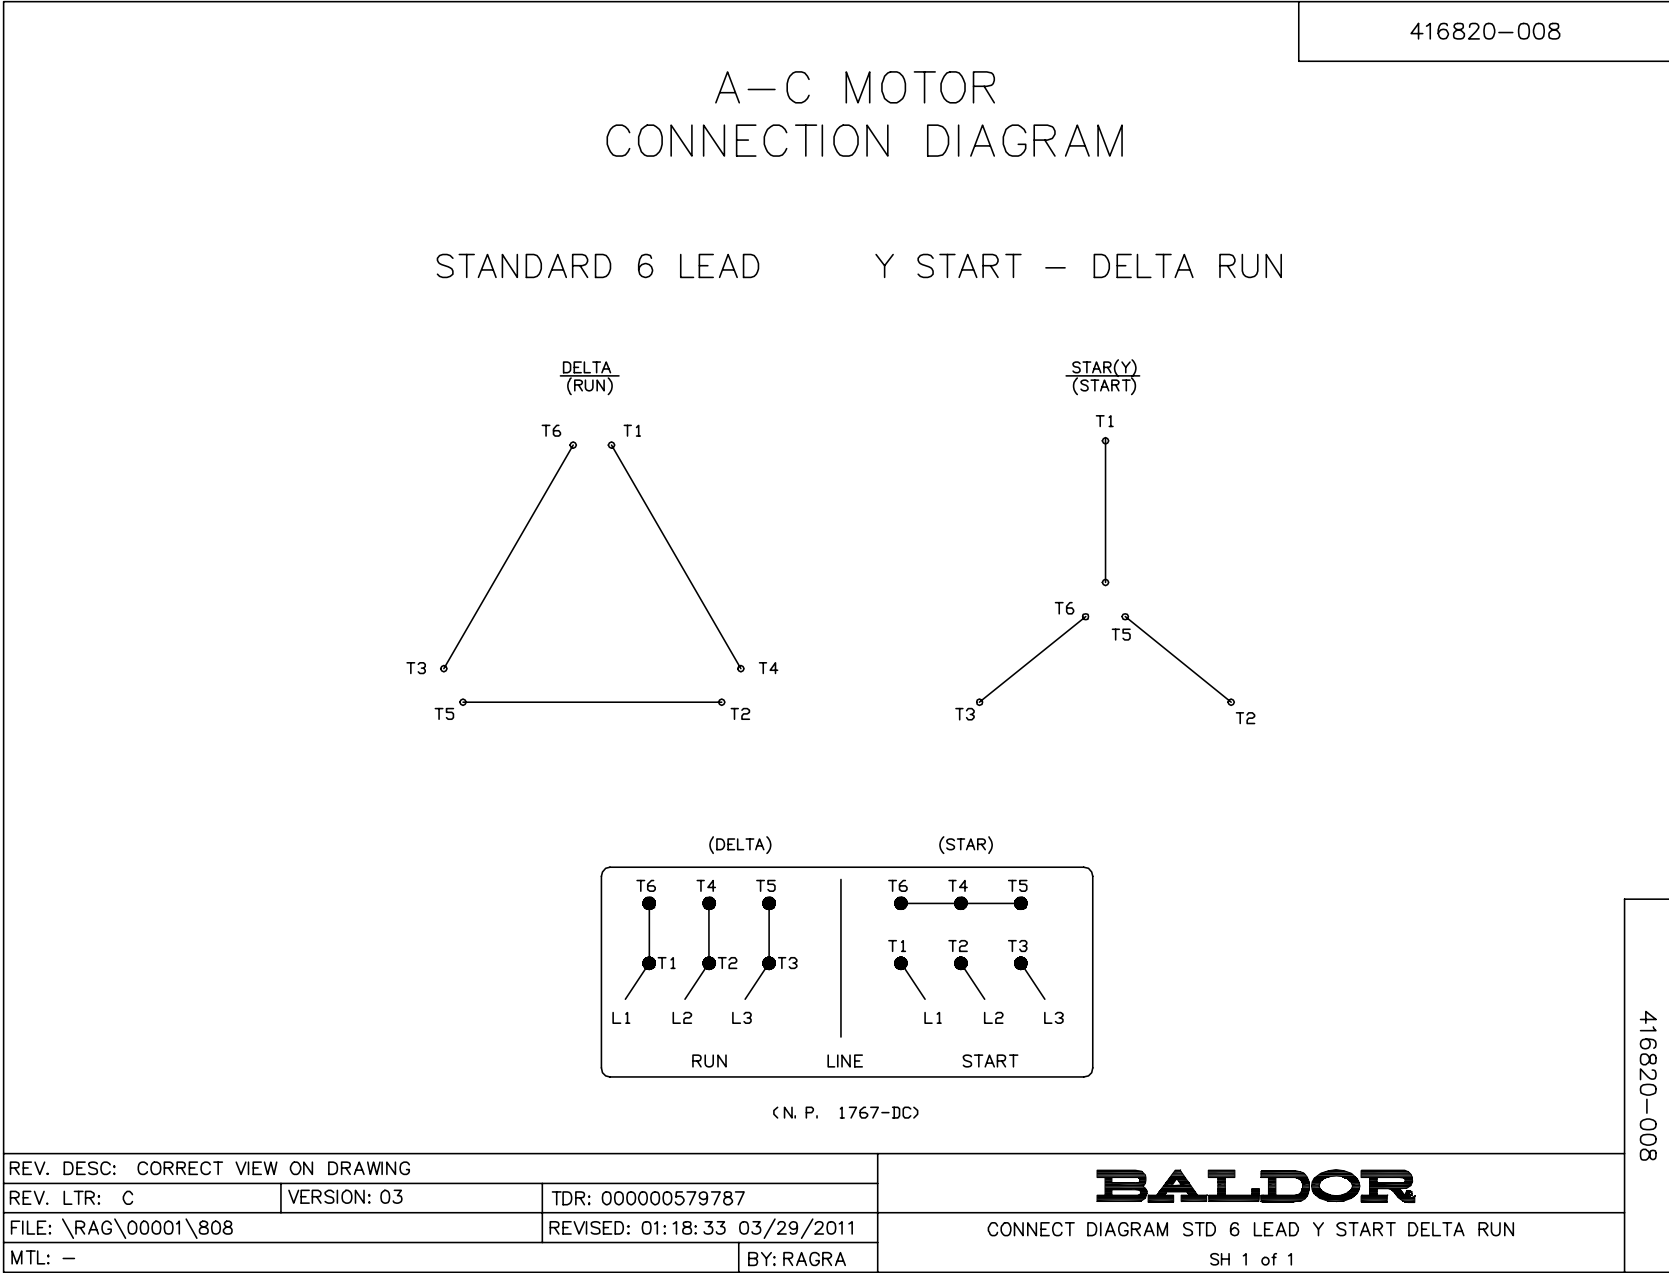 416820-008
A-C MOTOR
CONNECTION DIAGRAM
STANDARD 6 LEAD Y START - DELTA RUN
DELTA
(RUN)
STAR(Y)
(START)
T6 T1
T3 T4
T5 T2
T1
T6
T5
T3 T2
(DELTA) (STAR)
T6 T4 T5 T6 T4 T5
T1 T2 T3
T1 T2 T3
L1 L2 L3 L1 L2 L3
RUN LINE START
(N.P. 1767-DC)
416820-008
REV. DESC: CORRECT VIEW ON DRAWING
REV. LTR: C VERSION: 03 TDR: 000000579787
FILE: \RAG\00001\808 REVISED: 01:18:33 03/29/2011
MTL: - BY: RAGRA
BALDOR
CONNECT DIAGRAM STD 6 LEAD Y START DELTA RUN
SH 1 of 1